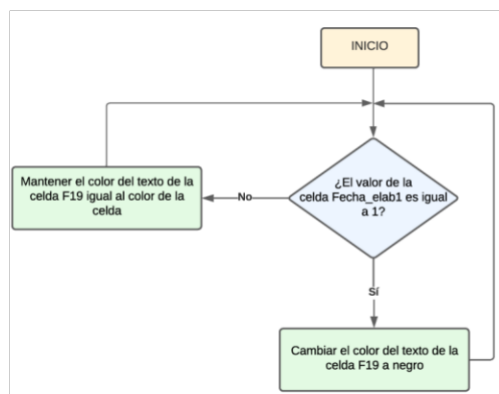 INICIO
¿El valor de la
celda Fecha_elab1 es igual
a 1?
Mantener el color del texto de la
celda F19 igual al color de la
celda
No
Sí
Cambiar el color del texto de la
celda F19 a negro